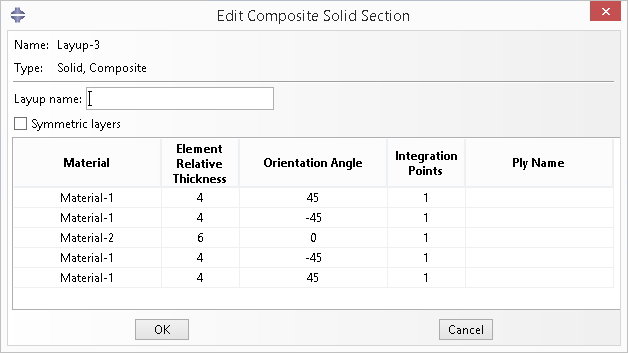 Edit Composite Solid Section
Name: Layup-3
Type: Solid, Composite
Layup name:
Symmetric layers
Material Element Relative Thickness Orientation Angle Integration Points Ply Name
Material-1 4 45 1
Material-1 4 -45 1
Material-2 6 0 1
Material-1 4 -45 1
Material-1 4 45 1
OK Cancel